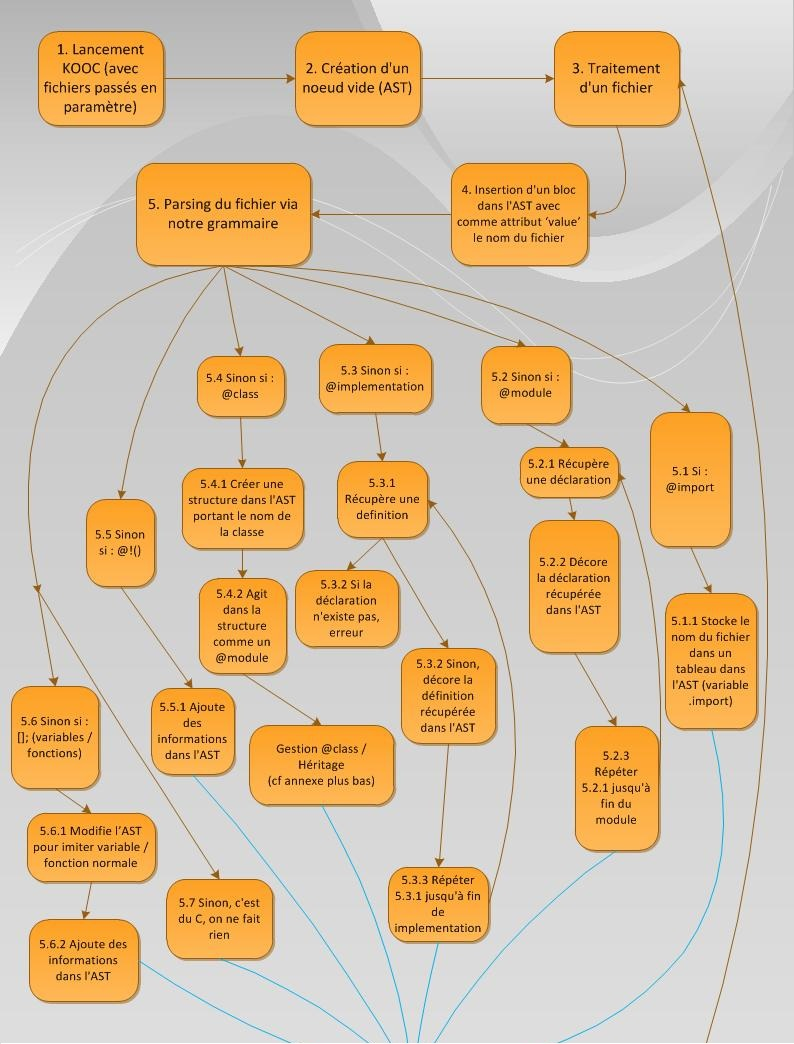 1. Lancement
KOOC (avec
fichiers passés en
paramètre)
2. Création d'un
noeud vide (AST)
3. Traitement
d'un fichier
5. Parsing du fichier via
notre grammaire
4. Insertion d'un bloc
dans l'AST avec
comme attribut ‘value’
le nom du fichier
5.4 Sinon si :
@class
5.3 Sinon si :
@implementation
5.2 Sinon si :
@module
5.1 Si :
@import
5.2.1 Récupère
une déclaration
5.4.1 Créer une
structure dans l'AST
portant le nom de
la classe
5.3.1
Récupère une
definition
5.5 Sinon
si : @!()
5.2.2 Décore
la déclaration
récupérée
dans l'AST
5.4.2 Agit
dans la
structure
comme un
@module
5.3.2 Si la
déclaration
n'existe pas,
erreur
5.1.1 Stocke le
nom du fichier
dans un
tableau dans
l'AST (variable
.import)
5.3.2 Sinon,
décore la
définition
récupérée
dans l'AST
5.6 Sinon si :
[]; (variables /
fonctions)
5.5.1 Ajoute
des
informations
dans l'AST
Gestion @class /
Héritage
(cf annexe plus bas)
5.2.3
Répéter
5.2.1 jusqu'à
fin du
module
5.6.1 Modifie l’AST
pour imiter variable /
fonction normale
5.7 Sinon, c'est
du C, on ne fait
rien
5.3.3 Répéter
5.3.1 jusqu'à fin
de
implementation
5.6.2 Ajoute des
informations
dans l'AST